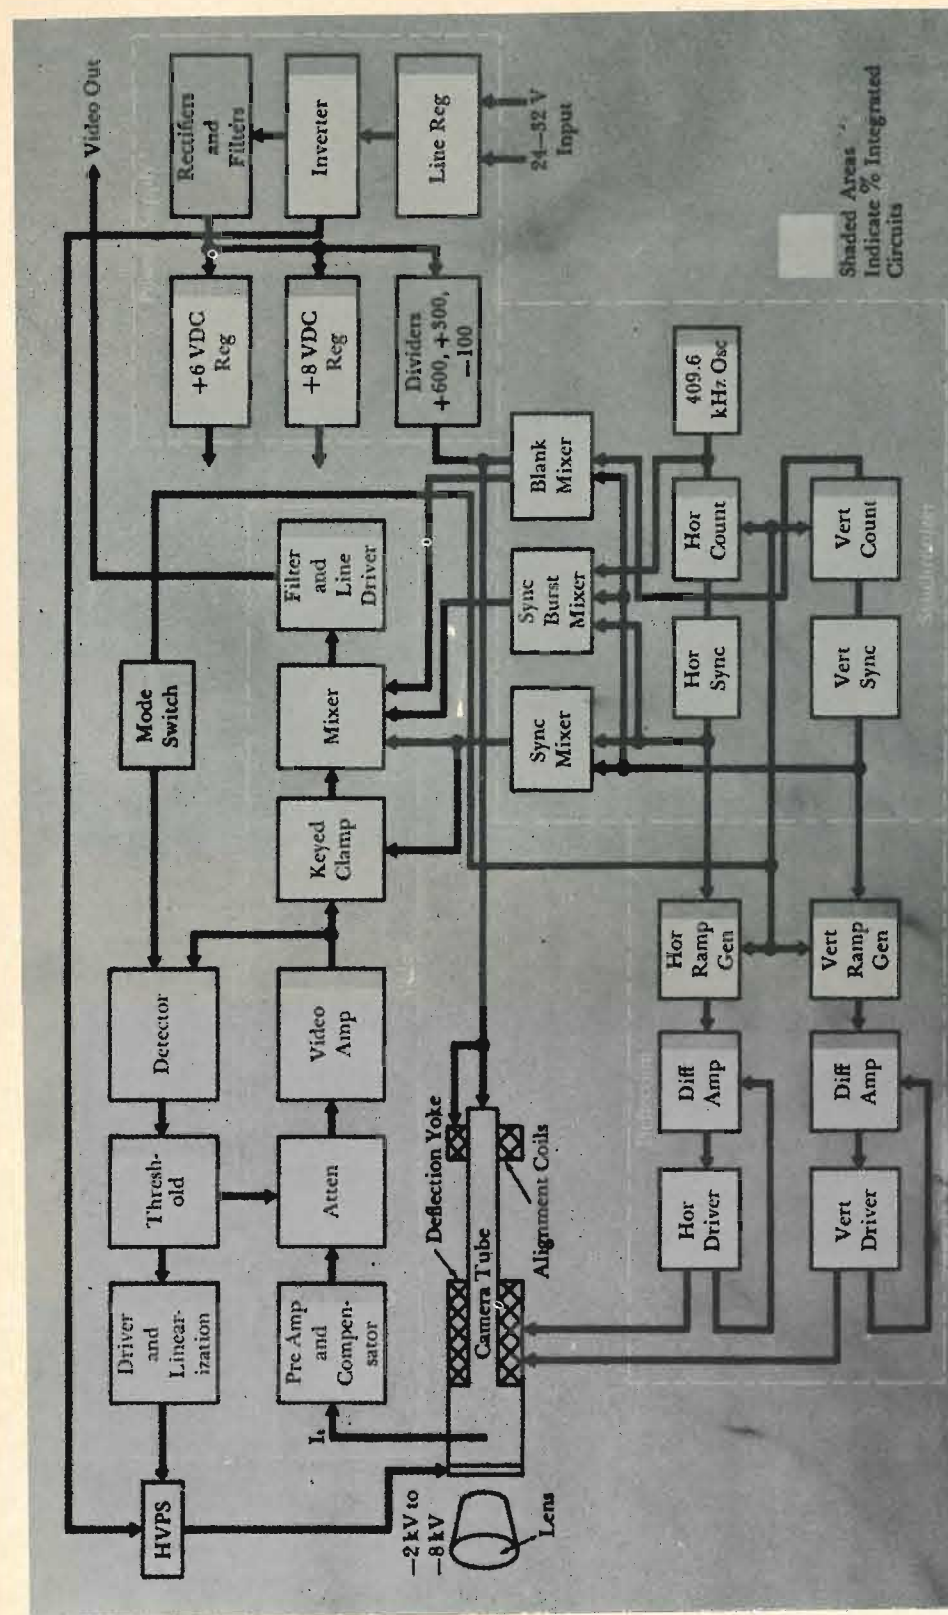 HVPS
Driver
and
Linear-
ization
Thresh-
old
Detector
Mode
Switch
Video Out
Pre Amp
and
Compen-
sator
Atten
Video
Amp
Keyed
Clamp
Mixer
Filter
and
Line
Driver
+6 VDC
Reg
+8 VDC
Reg
Dividers
+600, +300,
−100
Rectifiers
and
Filters
Inverter
Line Reg
24–32 V
Input
−2 kV to
−8 kV
Lens
Camera Tube
Deflection Yoke
Alignment Coils
Sync
Mixer
Sync
Burst
Mixer
Blank
Mixer
Hor
Driver
Diff
Amp
Hor
Ramp
Gen
Hor
Sync
Hor
Count
409.6
kHz Osc
Vert
Driver
Diff
Amp
Vert
Ramp
Gen
Vert
Sync
Vert
Count
Shaded Areas
Indicate % Integrated
Circuits